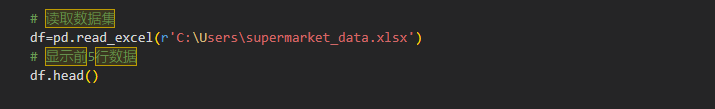 # 读取数据集
df=pd.read_excel(r'C:\Users\supermarket_data.xlsx')
# 显示前5行数据
df.head()